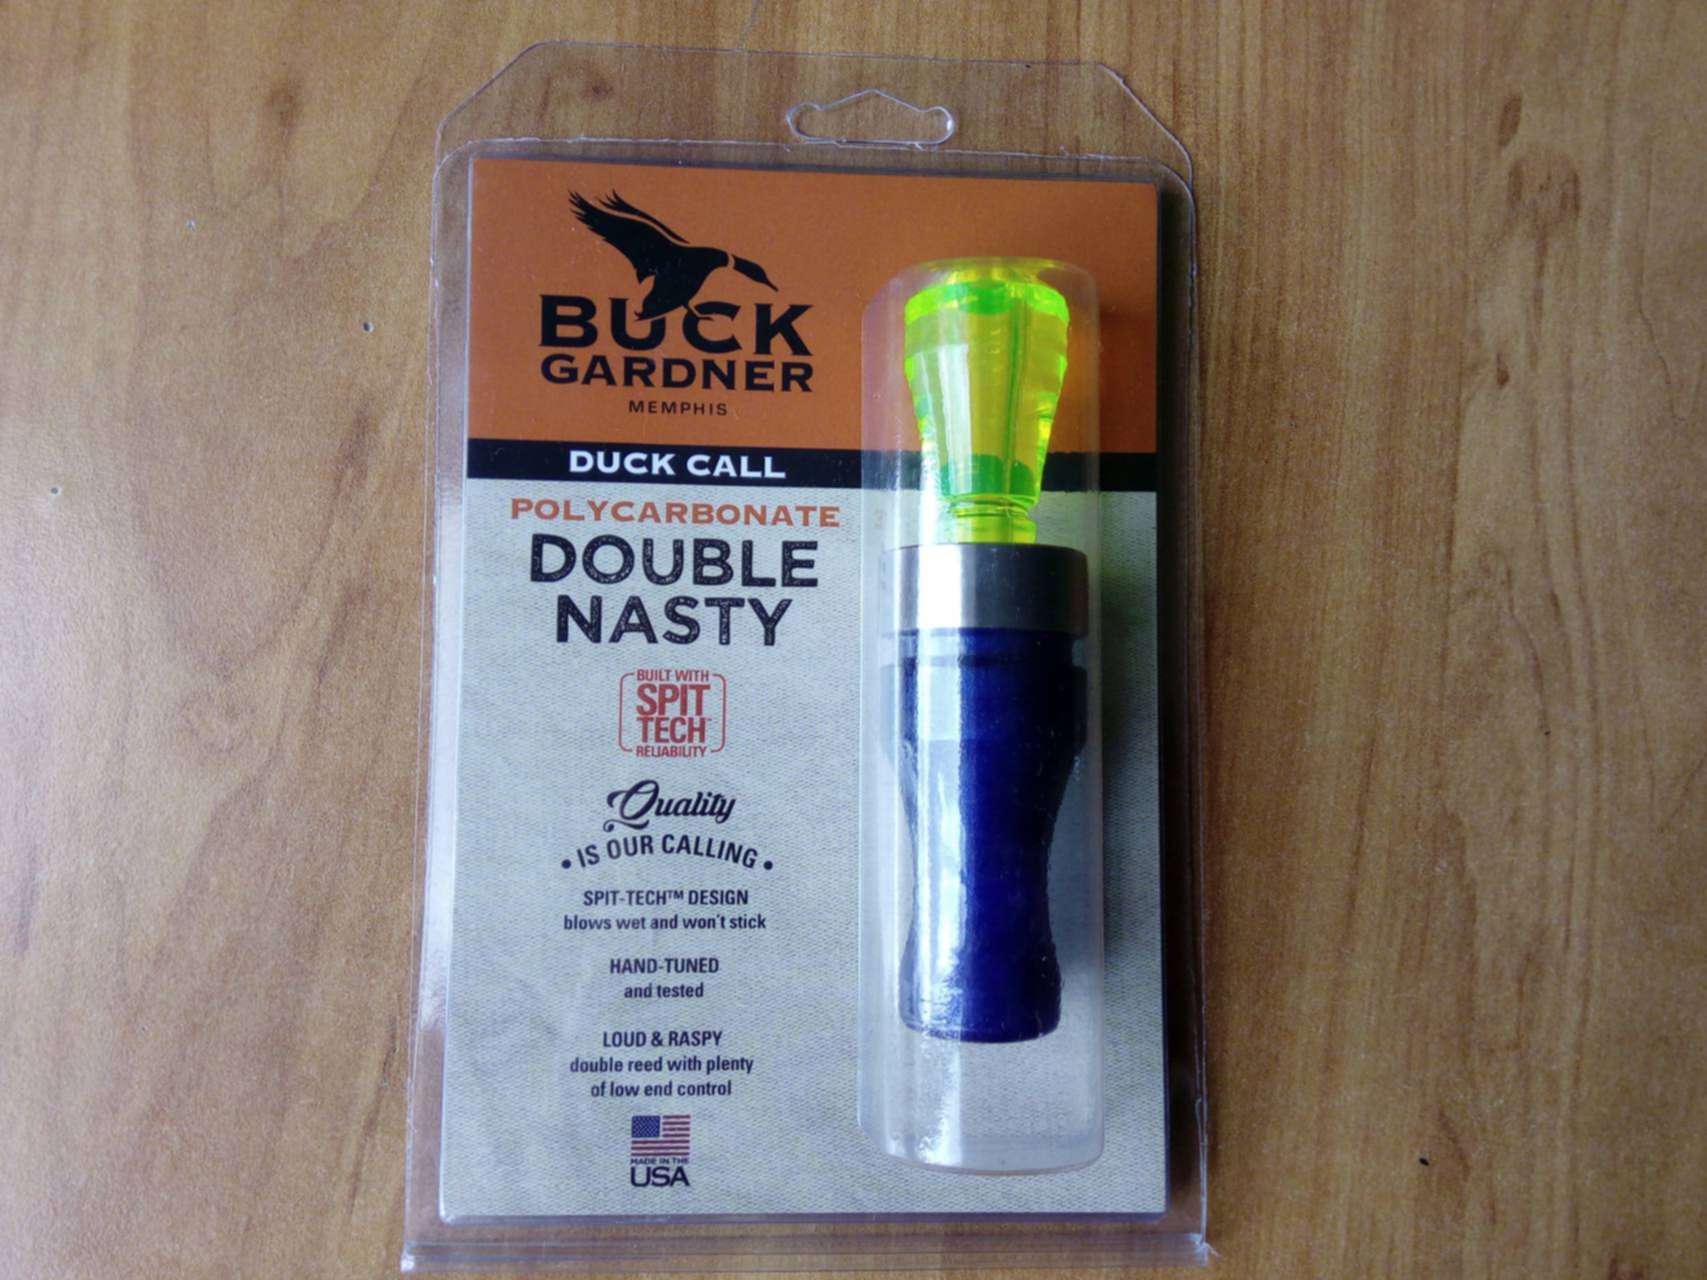 BUCK
GARDNER
MEMPHIS
DUCK CALL
POLYCARBONATE
DOUBLE
NASTY
BUILT WITH
SPIT
TECH™
RELIABILITY
Quality
• IS OUR CALLING •
SPIT-TECH™ DESIGN
blows wet and won't stick
HAND-TUNED
and tested
LOUD & RASPY
double reed with plenty
of low end control
MADE IN THE
USA